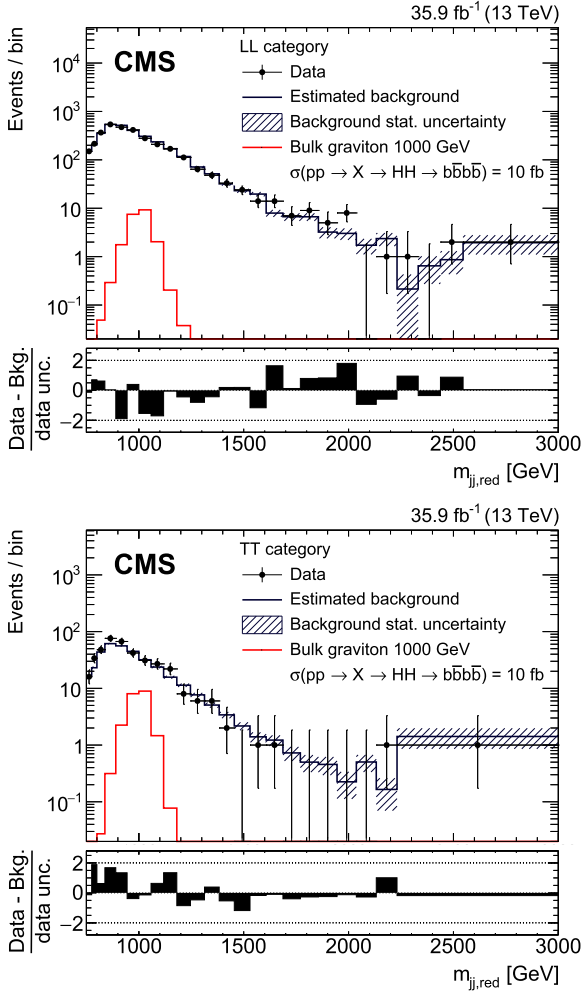 35.9 fb⁻¹ (13 TeV)
CMS
LL category
Data
Estimated background
Background stat. uncertainty
Bulk graviton 1000 GeV
σ(pp → X → HH → bb̅bb̅) = 10 fb
Events / bin
10⁴
10³
10²
10
1
10⁻¹
Data - Bkg.
data unc.
2
0
−2
1000 1500 2000 2500 3000
m_jj,red [GeV]
35.9 fb⁻¹ (13 TeV)
CMS
TT category
Data
Estimated background
Background stat. uncertainty
Bulk graviton 1000 GeV
σ(pp → X → HH → bb̅bb̅) = 10 fb
Events / bin
10³
10²
10
1
10⁻¹
Data - Bkg.
data unc.
2
0
−2
1000 1500 2000 2500 3000
m_jj,red [GeV]